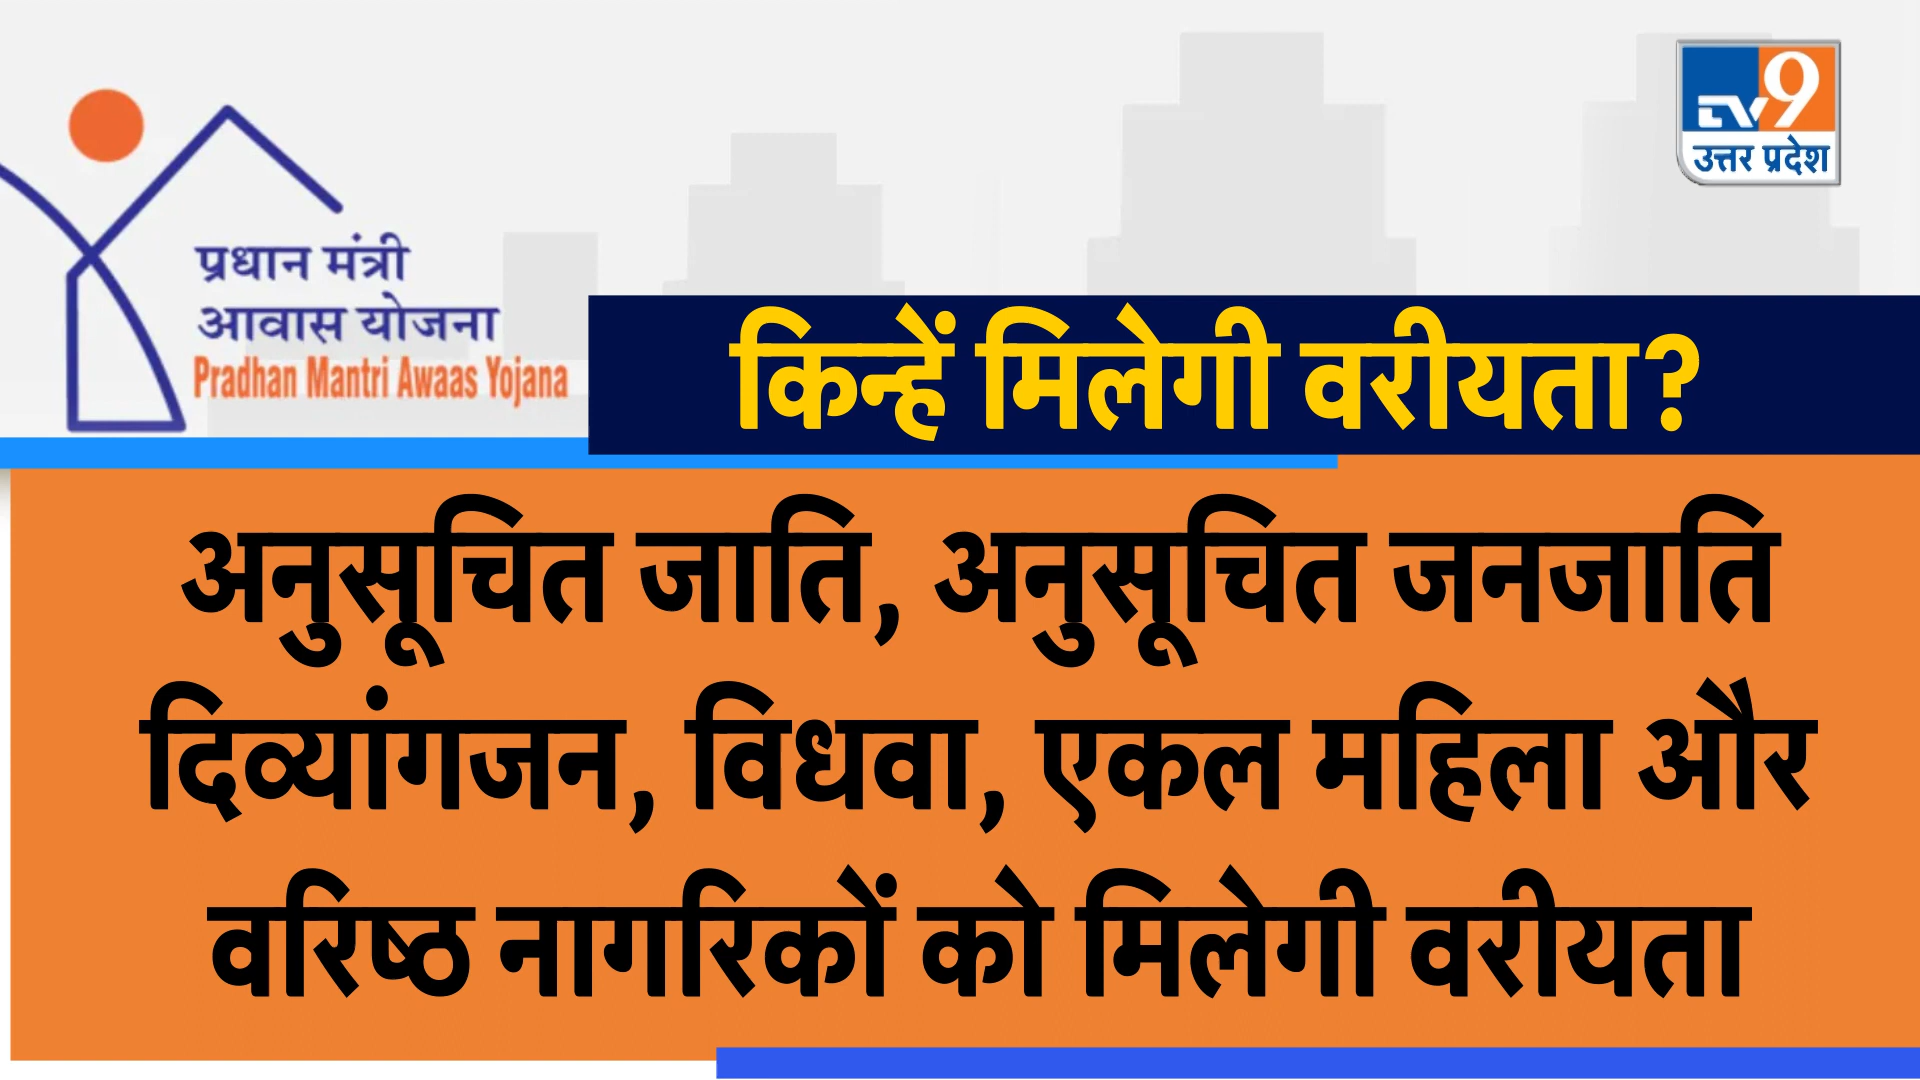 TV9
उत्तर प्रदेश
प्रधान मंत्री
आवास योजना
Pradhan Mantri Awaas Yojana
किन्हें मिलेगी वरीयता?
अनुसूचित जाति, अनुसूचित जनजाति
दिव्यांगजन, विधवा, एकल महिला और
वरिष्ठ नागरिकों को मिलेगी वरीयता